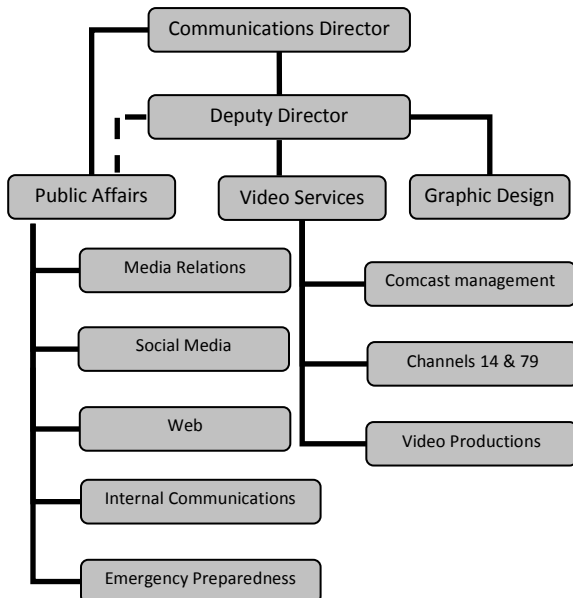 Communications Director
Deputy Director
Public Affairs
Video Services
Graphic Design
Media Relations
Social Media
Web
Internal Communications
Emergency Preparedness
Comcast management
Channels 14 & 79
Video Productions